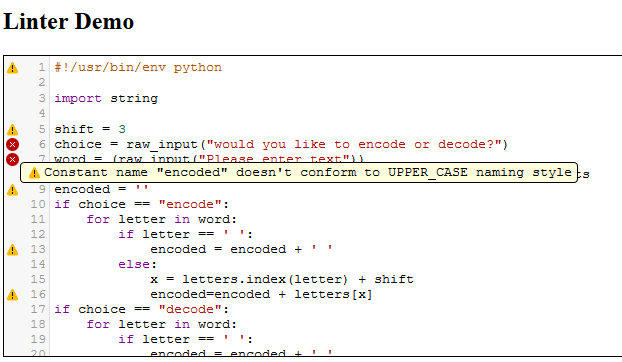 Linter Demo
1 #!/usr/bin/env python
2
3 import string
4
5 shift = 3
6 choice = raw_input("would you like to encode or decode?")
7 word = (raw_input("Please enter text"))
Constant name "encoded" doesn't conform to UPPER_CASE naming style
9 encoded = ''
10 if choice == "encode":
11 for letter in word:
12 if letter == ' ':
13 encoded = encoded + ' '
14 else:
15 x = letters.index(letter) + shift
16 encoded=encoded + letters[x]
17 if choice == "decode":
18 for letter in word:
19 if letter == ' ':
20 encoded = encoded + ' '